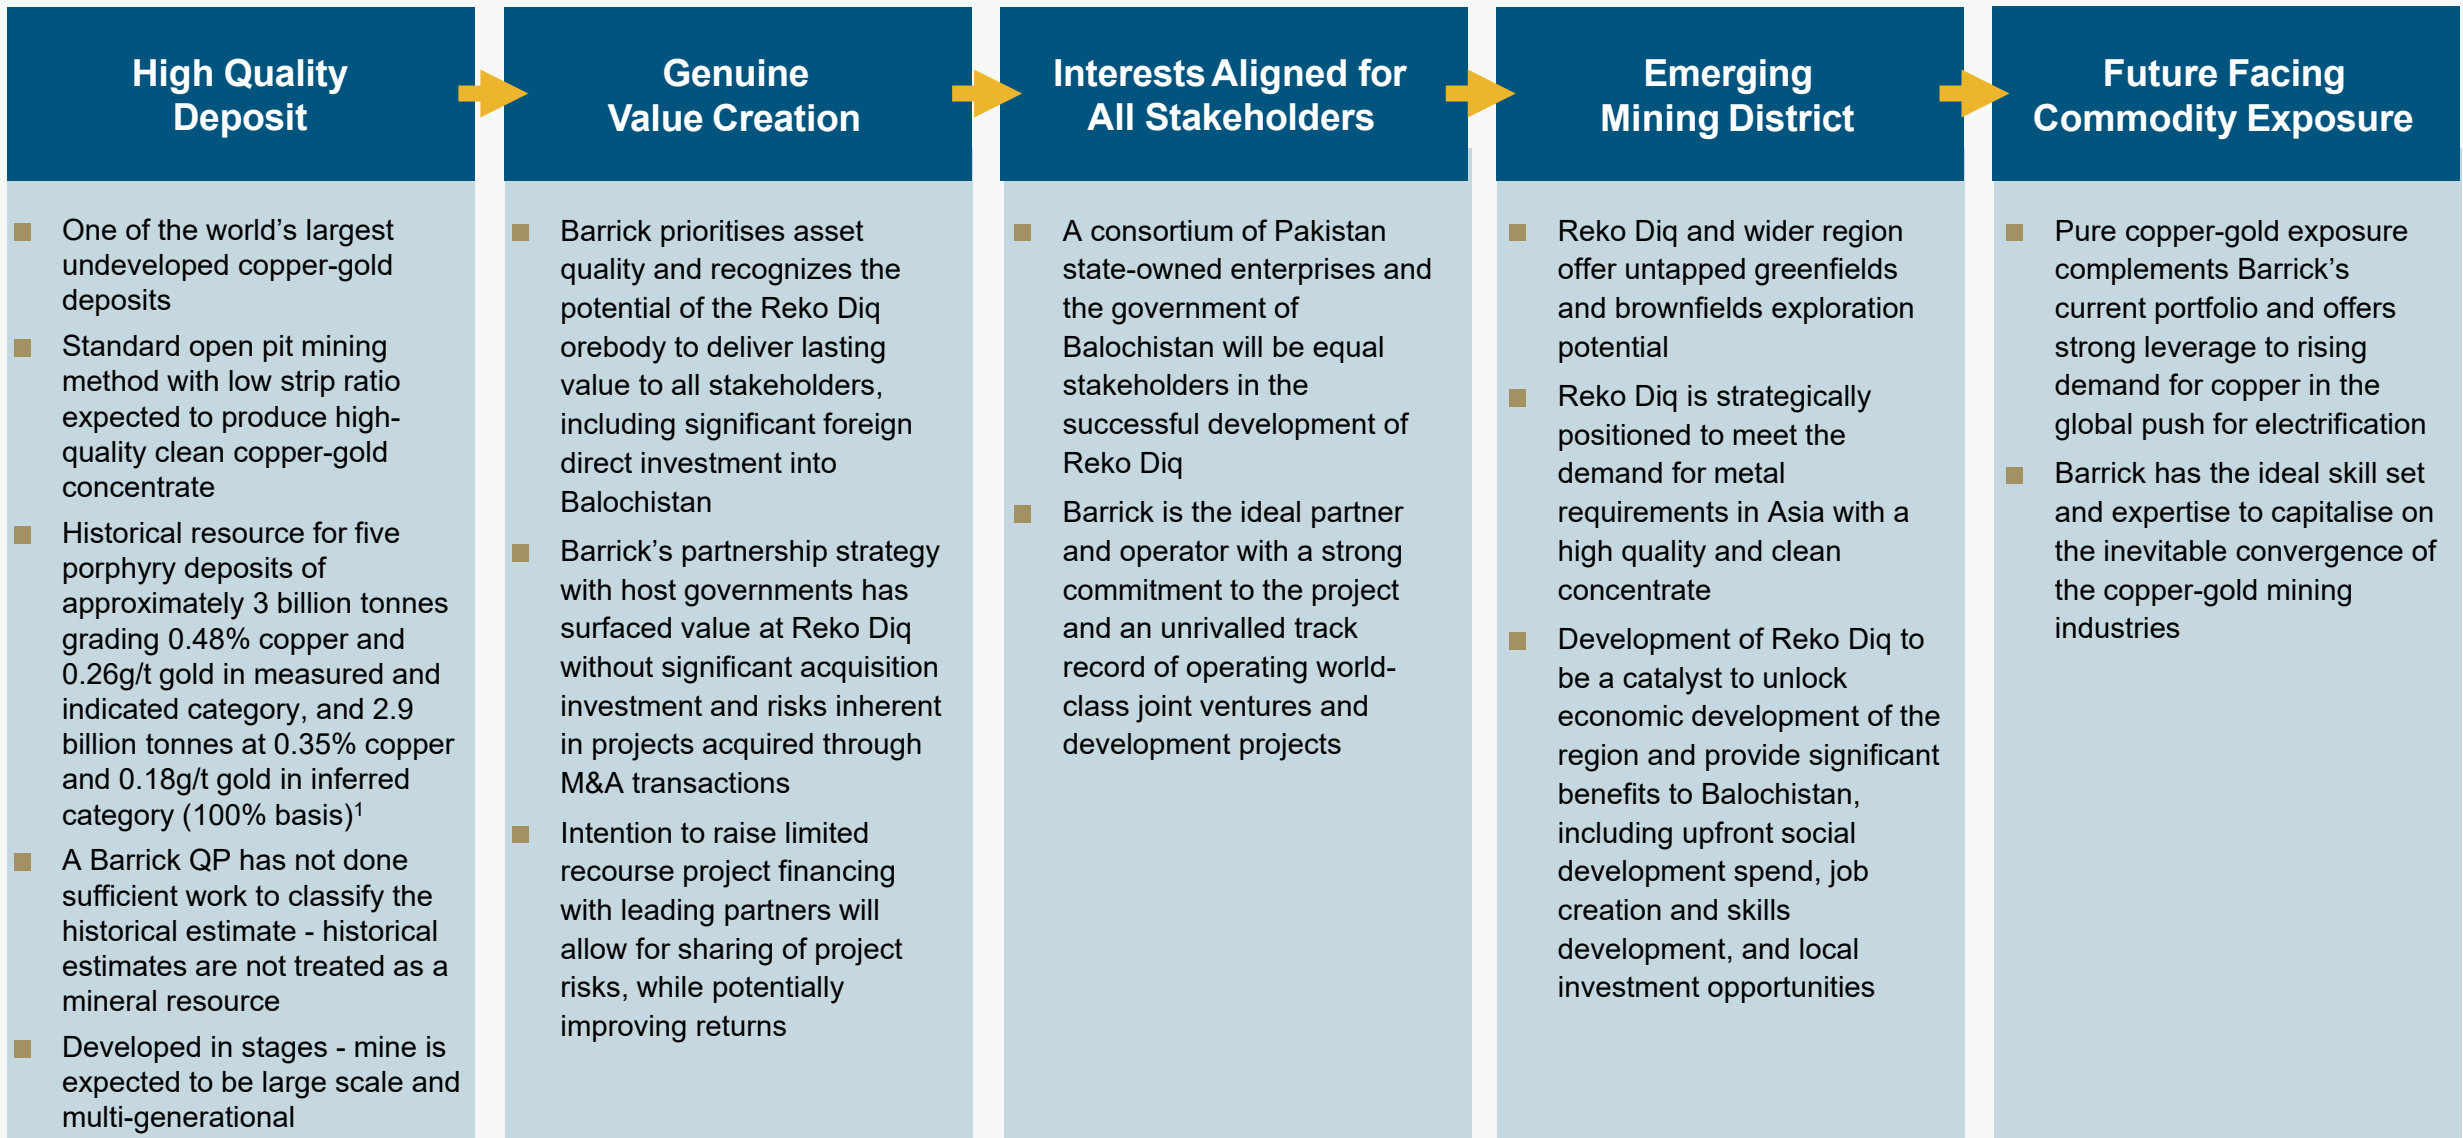 High Quality
Deposit
One of the world’s largest
undeveloped copper-gold
deposits
Standard open pit mining
method with low strip ratio
expected to produce high-
quality clean copper-gold
concentrate
Historical resource for five
porphyry deposits of
approximately 3 billion tonnes
grading 0.48% copper and
0.26g/t gold in measured and
indicated category, and 2.9
billion tonnes at 0.35% copper
and 0.18g/t gold in inferred
category (100% basis)¹
A Barrick QP has not done
sufficient work to classify the
historical estimate - historical
estimates are not treated as a
mineral resource
Developed in stages - mine is
expected to be large scale and
multi-generational
Genuine
Value Creation
Barrick prioritises asset
quality and recognizes the
potential of the Reko Diq
orebody to deliver lasting
value to all stakeholders,
including significant foreign
direct investment into
Balochistan
Barrick’s partnership strategy
with host governments has
surfaced value at Reko Diq
without significant acquisition
investment and risks inherent
in projects acquired through
M&A transactions
Intention to raise limited
recourse project financing
with leading partners will
allow for sharing of project
risks, while potentially
improving returns
Interests Aligned for
All Stakeholders
A consortium of Pakistan
state-owned enterprises and
the government of
Balochistan will be equal
stakeholders in the
successful development of
Reko Diq
Barrick is the ideal partner
and operator with a strong
commitment to the project
and an unrivalled track
record of operating world-
class joint ventures and
development projects
Emerging
Mining District
Reko Diq and wider region
offer untapped greenfields
and brownfields exploration
potential
Reko Diq is strategically
positioned to meet the
demand for metal
requirements in Asia with a
high quality and clean
concentrate
Development of Reko Diq to
be a catalyst to unlock
economic development of the
region and provide significant
benefits to Balochistan,
including upfront social
development spend, job
creation and skills
development, and local
investment opportunities
Future Facing
Commodity Exposure
Pure copper-gold exposure
complements Barrick’s
current portfolio and offers
strong leverage to rising
demand for copper in the
global push for electrification
Barrick has the ideal skill set
and expertise to capitalise on
the inevitable convergence of
the copper-gold mining
industries